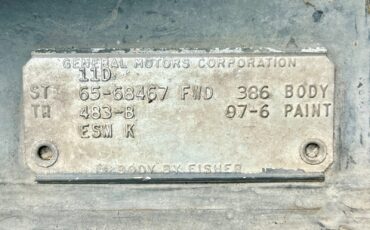 GENERAL MOTORS CORPORATION
11D
ST 65-68467 FWD 386 BODY
TR 483-B 97-6 PAINT
ESW K
BODY BY FISHER